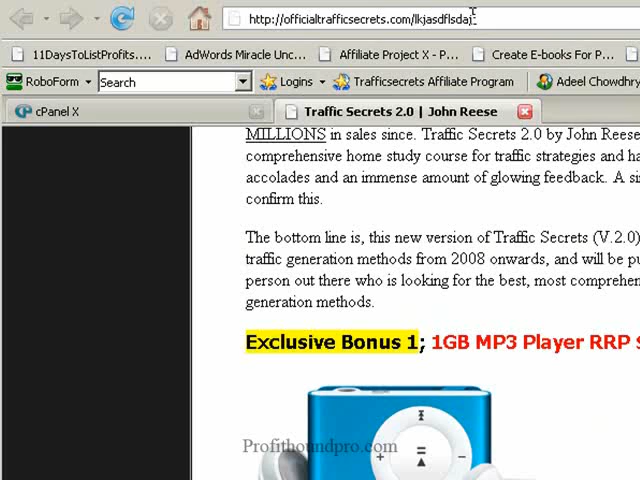 http://officialtrafficsecrets.com/lkjasdflsdaj
11DaysToListProfits.... AdWords Miracle Unc... Affiliate Project X - P... Create E-books For P...
RoboForm Search Logins Trafficsecrets Affiliate Program Adeel Chowdhry
cPanel X Traffic Secrets 2.0 | John Reese
MILLIONS in sales since. Traffic Secrets 2.0 by John Reese
comprehensive home study course for traffic strategies and
accolades and an immense amount of glowing feedback. A
confirm this.
The bottom line is, this new version of Traffic Secrets (V.2.0)
traffic generation methods from 2008 onwards, and will be
person out there who is looking for the best, most
generation methods.
Exclusive Bonus 1; 1GB MP3 Player RRP
Profithoundpro.com